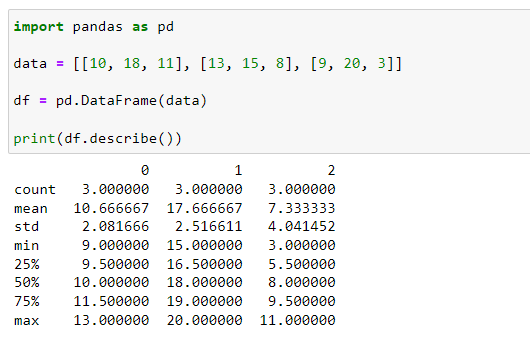 import pandas as pd
data = [[10, 18, 11], [13, 15, 8], [9, 20, 3]]
df = pd.DataFrame(data)
print(df.describe())
               0          1          2
count   3.000000   3.000000   3.000000
mean   10.666667  17.666667   7.333333
std     2.081666   2.516611   4.041452
min     9.000000  15.000000   3.000000
25%     9.500000  16.500000   5.500000
50%    10.000000  18.000000   8.000000
75%    11.500000  19.000000   9.500000
max    13.000000  20.000000  11.000000